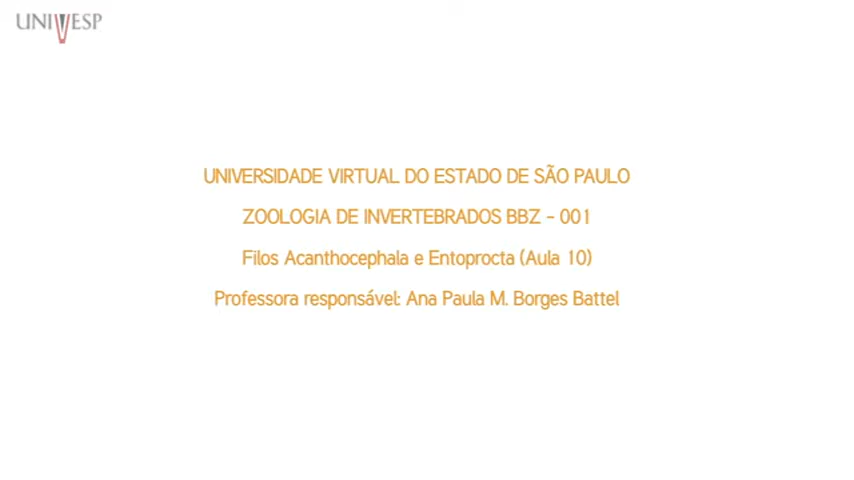 UNIVESP
UNIVERSIDADE VIRTUAL DO ESTADO DE SÃO PAULO
ZOOLOGIA DE INVERTEBRADOS BBZ - 001
Filos Acanthocephala e Entoprocta (Aula 10)
Professora responsável: Ana Paula M. Borges Battel